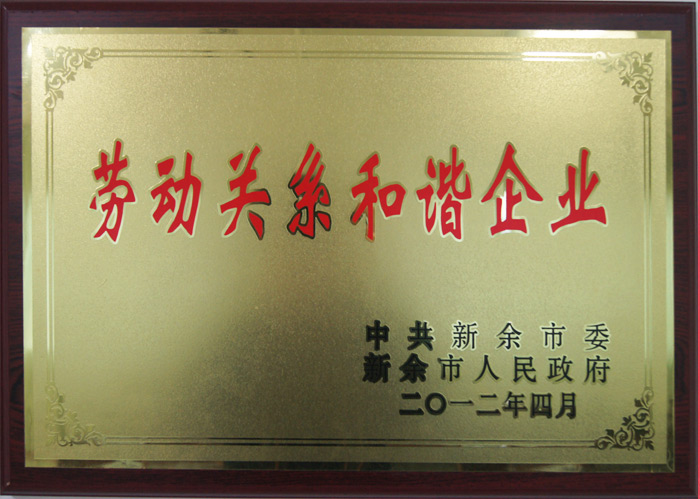 劳动关系和谐企业
中共新余市委
新余市人民政府
二〇一二年四月